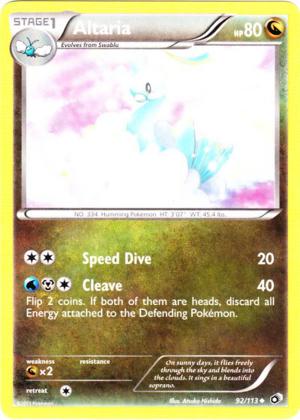 STAGE1
Altaria
HP80
Evolves from Swablu
NO. 334 Humming Pokémon HT: 3'07" WT: 45.4 lbs.
Speed Dive 20
Cleave 40
Flip 2 coins. If both of them are heads, discard all
Energy attached to the Defending Pokémon.
weakness resistance
×2
retreat
On sunny days, it flies freely
through the sky and blends into
the clouds. It sings in a beautiful
soprano.
Illus. Atsuko Nishida
92/113